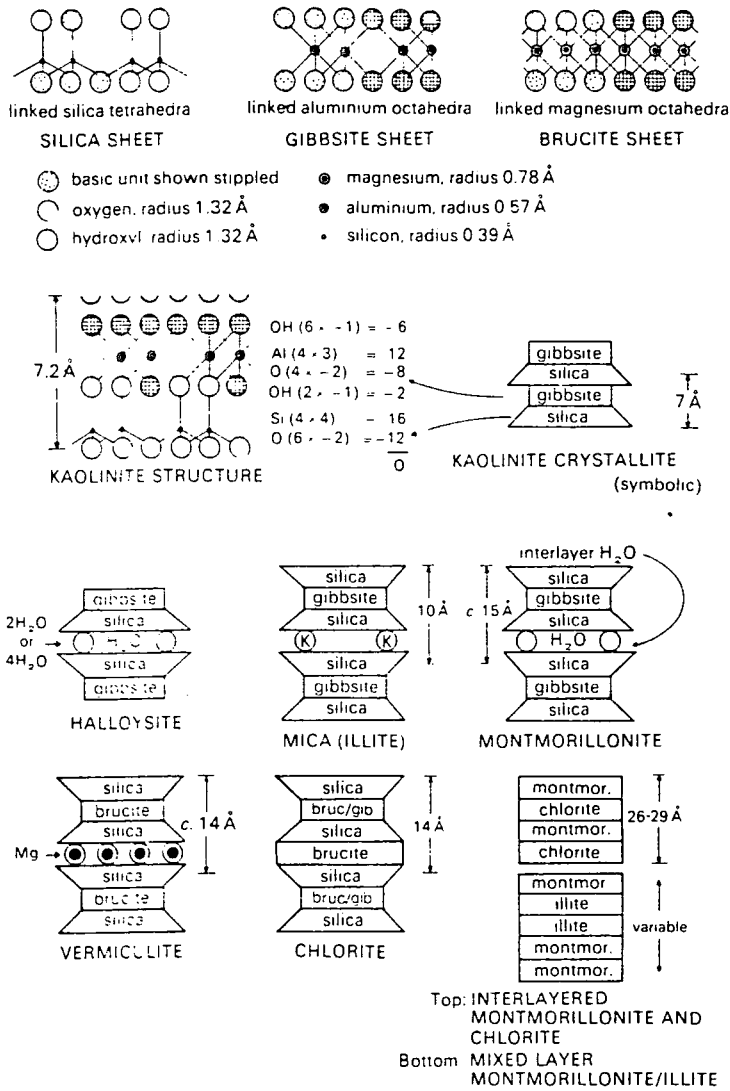 linked silica tetrahedra
SILICA SHEET
linked aluminium octahedra
GIBBSITE SHEET
linked magnesium octahedra
BRUCITE SHEET
basic unit shown stippled
oxygen, radius 1.32 Å
hydroxyl radius 1.32 Å
magnesium, radius 0.78 Å
aluminium, radius 0 57 Å
silicon, radius 0 39 Å
7.2 Å
KAOLINITE STRUCTURE
OH (6 × -1) = - 6
Al (4 × 3) = 12
O (4 × -2) = -8
OH (2 × -1) = -2
Si (4 × 4) - 16
O (6 × -2) = -12
0
gibbsite
silica
gibbsite
silica
7 Å
KAOLINITE CRYSTALLITE
(symbolic)
2H₂O
or
4H₂O
gibbsite
silica
H₂O
silica
gibbsite
HALLOYSITE
silica
gibbsite
silica
K K
silica
gibbsite
silica
10 Å
MICA (ILLITE)
interlayer H₂O
c 15Å
silica
gibbsite
silica
H₂O
silica
gibbsite
silica
MONTMORILLONITE
silica
brucite
silica
Mg
silica
brucite
silica
c. 14 Å
VERMICULITE
silica
bruc/gib
silica
brucite
silica
bruc/gib
silica
14 Å
CHLORITE
montmor.
chlorite
montmor.
chlorite
26-29 Å
montmor
illite
illite
montmor.
montmor.
variable
Top: INTERLAYERED
MONTMORILLONITE AND
CHLORITE
Bottom MIXED LAYER
MONTMORILLONITE/ILLITE